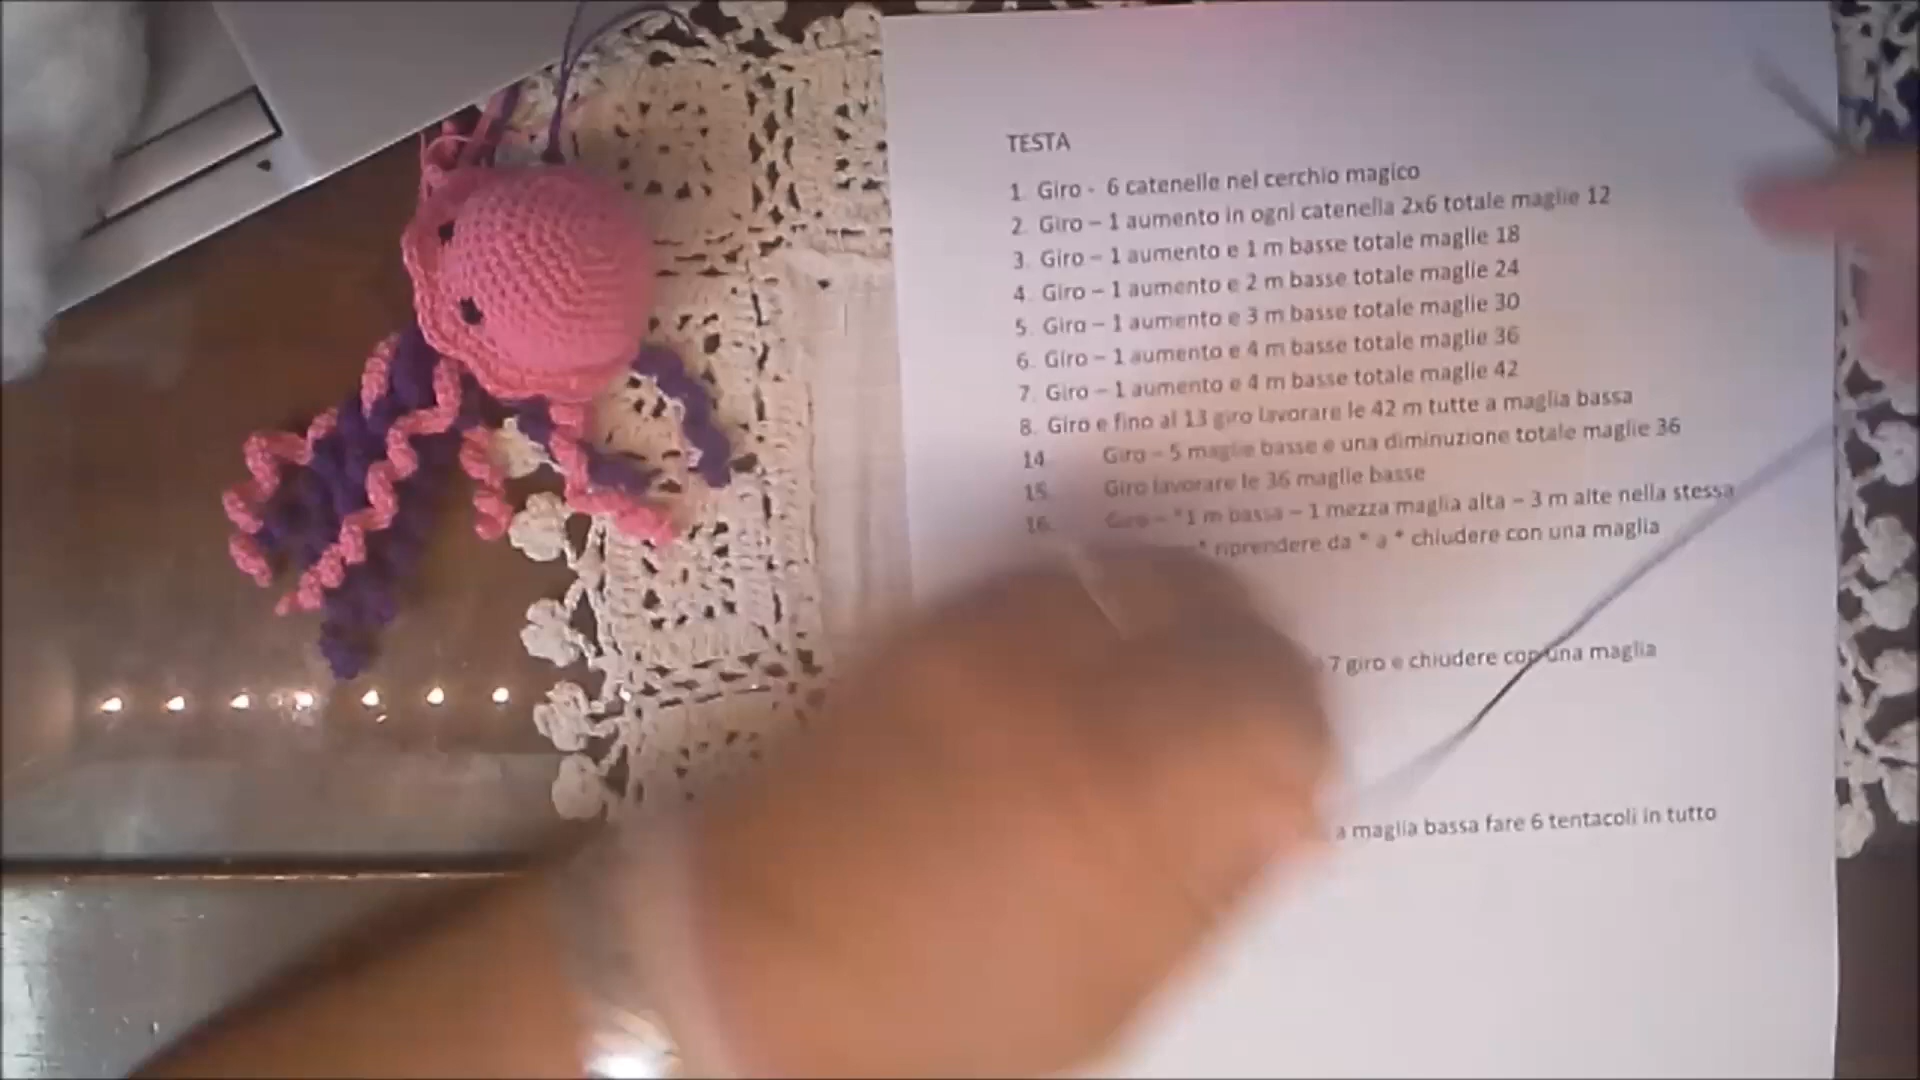 TESTA
1. Giro - 6 catenelle nel cerchio magico
2. Giro – 1 aumento in ogni catenella 2x6 totale maglie 12
3. Giro – 1 aumento e 1 m basse totale maglie 18
4. Giro – 1 aumento e 2 m basse totale maglie 24
5. Giro – 1 aumento e 3 m basse totale maglie 30
6. Giro – 1 aumento e 4 m basse totale maglie 36
7. Giro – 1 aumento e 4 m basse totale maglie 42
8. Giro e fino al 13 giro lavorare le 42 m tutte a maglia bassa
14. Giro – 5 maglie basse e una diminuzione totale maglie 36
15. Giro lavorare le 36 maglie basse
16. Giro – *1 m bassa – 1 mezza maglia alta – 3 m alte nella stessa
* riprendere da * a * chiudere con una maglia
7 giro e chiudere con una maglia
a maglia bassa fare 6 tentacoli in tutto